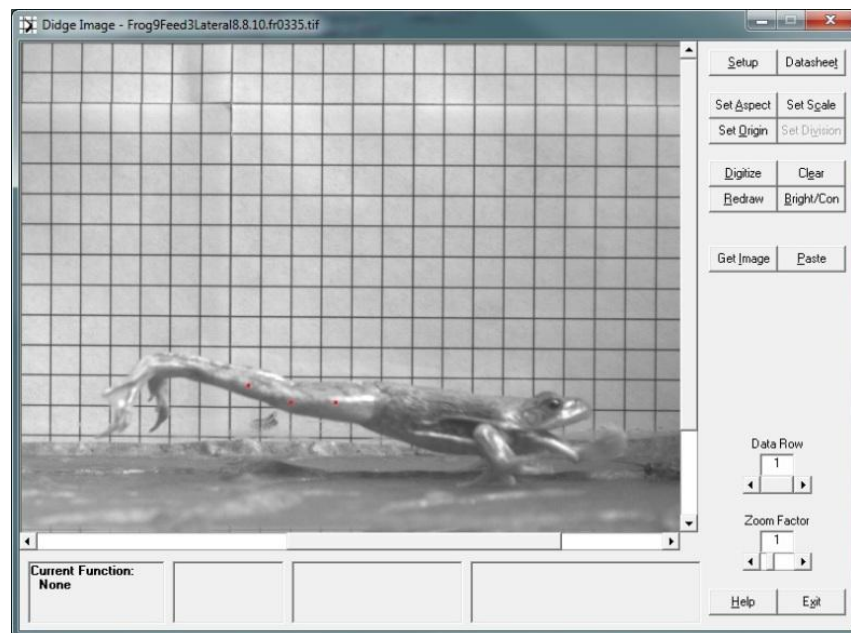 Didge Image - Frog9Feed3Lateral8.8.10.fr0335.tif
Setup Datasheet
Set Aspect Set Scale
Set Origin Set Division
Digitize Clear
Redraw Bright/Con
Get Image Paste
Data Row
1
Zoom Factor
1
Current Function:
None
Help Exit